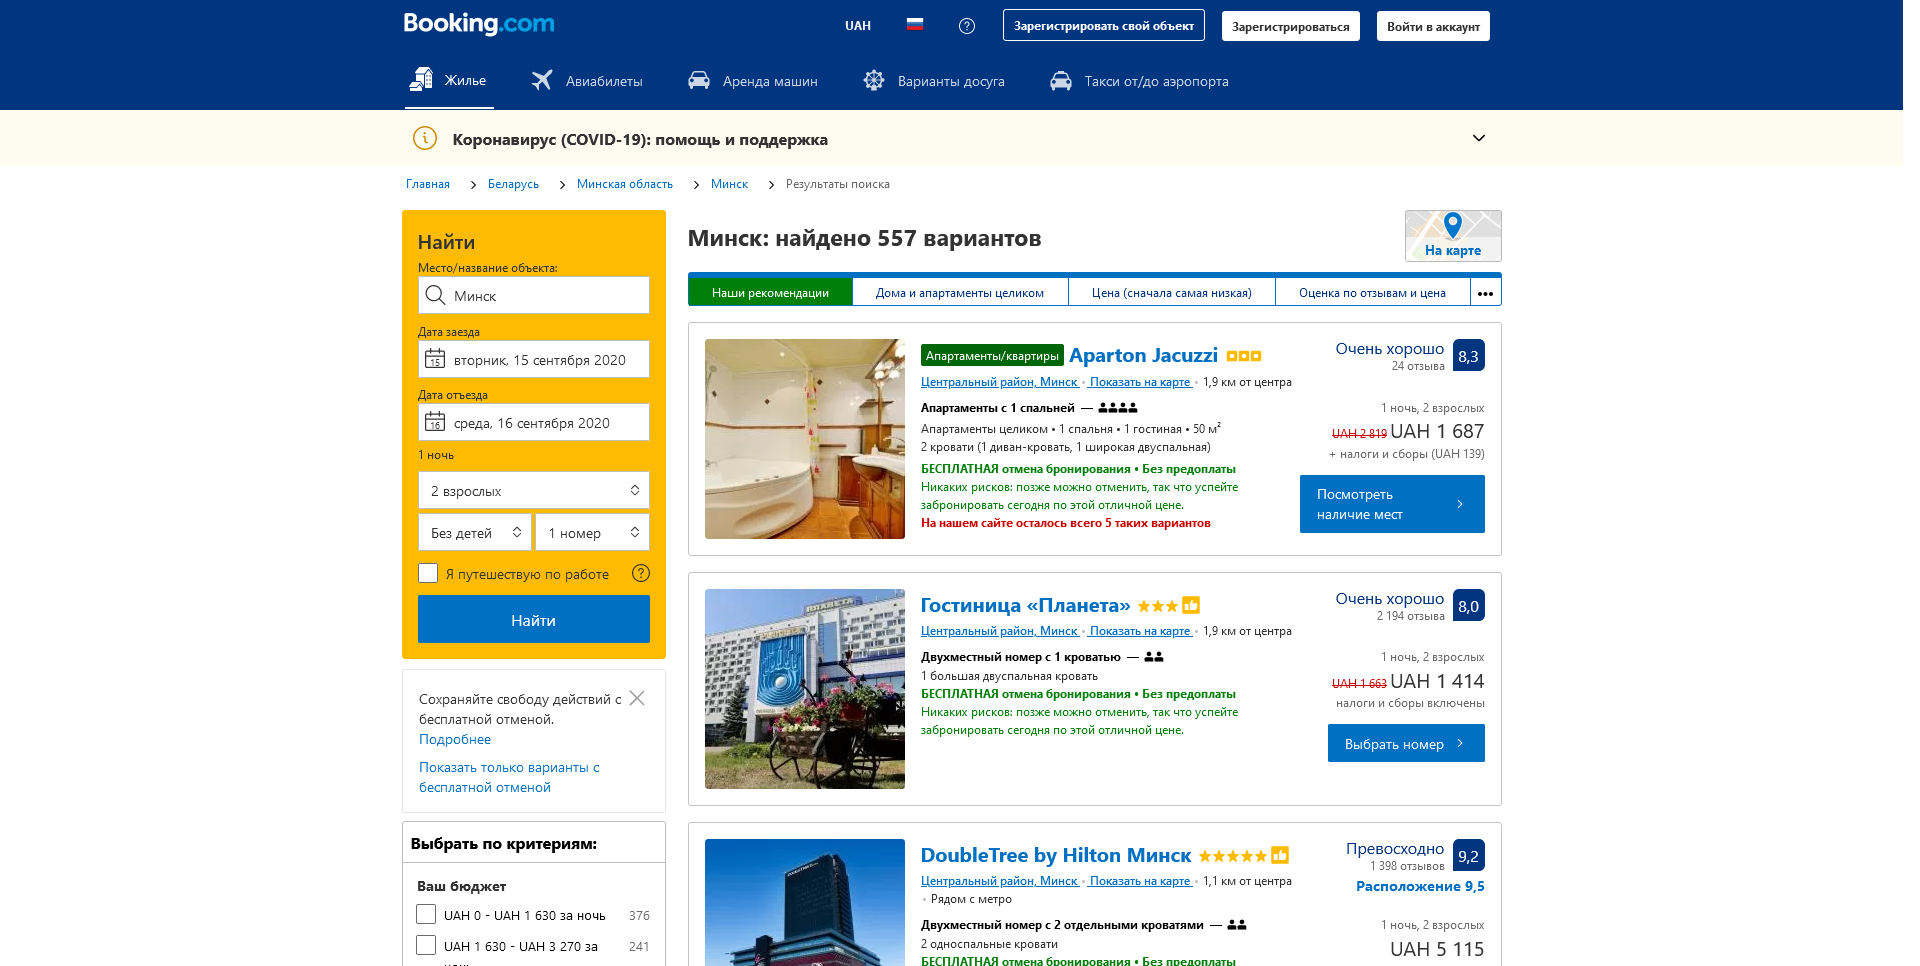 Booking.com
UAH
Зарегистрировать свой объект
Зарегистрироваться
Войти в аккаунт
Жилье
Авиабилеты
Аренда машин
Варианты досуга
Такси от/до аэропорта
Коронавирус (COVID-19): помощь и поддержка
Главная
Беларусь
Минская область
Минск
Результаты поиска
Найти
Место/название объекта:
Минск
Дата заезда
15
вторник, 15 сентября 2020
Дата отъезда
16
среда, 16 сентября 2020
1 ночь
2 взрослых
Без детей
1 номер
Я путешествую по работе
Найти
Сохраняйте свободу действий с
бесплатной отменой.
Подробнее
Показать только варианты с
бесплатной отменой
Выбрать по критериям:
Ваш бюджет
UAH 0 - UAH 1 630 за ночь 376
UAH 1 630 - UAH 3 270 за 241
Минск: найдено 557 вариантов
На карте
Наши рекомендации
Дома и апартаменты целиком
Цена (сначала самая низкая)
Оценка по отзывам и цена
•••
Апартаменты/квартиры Aparton Jacuzzi
Центральный район, Минск • Показать на карте • 1,9 км от центра
Апартаменты с 1 спальней —
Апартаменты целиком • 1 спальня • 1 гостиная • 50 м²
2 кровати (1 диван-кровать, 1 широкая двуспальная)
БЕСПЛАТНАЯ отмена бронирования • Без предоплаты
Никаких рисков: позже можно отменить, так что успейте
забронировать сегодня по этой отличной цене.
На нашем сайте осталось всего 5 таких вариантов
Очень хорошо 8,3
24 отзыва
1 ночь, 2 взрослых
UAH 2 819 UAH 1 687
+ налоги и сборы (UAH 139)
Посмотреть
наличие мест
Гостиница «Планета»
Центральный район, Минск • Показать на карте • 1,9 км от центра
Двухместный номер с 1 кроватью —
1 большая двуспальная кровать
БЕСПЛАТНАЯ отмена бронирования • Без предоплаты
Никаких рисков: позже можно отменить, так что успейте
забронировать сегодня по этой отличной цене.
Очень хорошо 8,0
2 194 отзыва
1 ночь, 2 взрослых
UAH 1 663 UAH 1 414
налоги и сборы включены
Выбрать номер
DoubleTree by Hilton Минск
Центральный район, Минск • Показать на карте • 1,1 км от центра
• Рядом с метро
Двухместный номер с 2 отдельными кроватями —
2 односпальные кровати
БЕСПЛАТНАЯ отмена бронирования • Без предоплаты
Превосходно 9,2
1 398 отзывов
Расположение 9,5
1 ночь, 2 взрослых
UAH 5 115